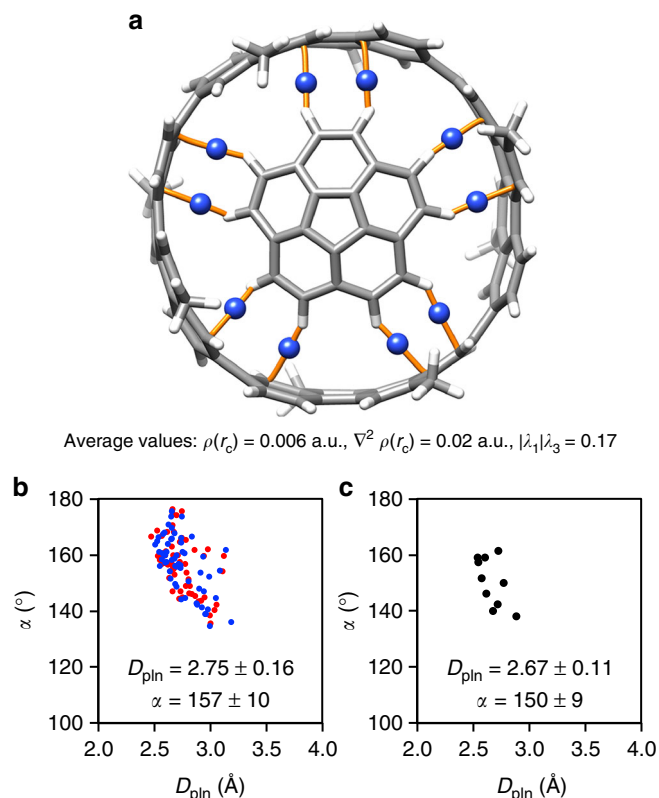 a
Average values: ρ(r_c) = 0.006 a.u., ∇² ρ(r_c) = 0.02 a.u., |λ₁|λ₃ = 0.17
b
c
180
160
140
120
100
α (°)
D_pln = 2.75 ± 0.16
α = 157 ± 10
2.0 2.5 3.0 3.5 4.0
D_pln (Å)
180
160
140
120
100
α (°)
D_pln = 2.67 ± 0.11
α = 150 ± 9
2.0 2.5 3.0 3.5 4.0
D_pln (Å)